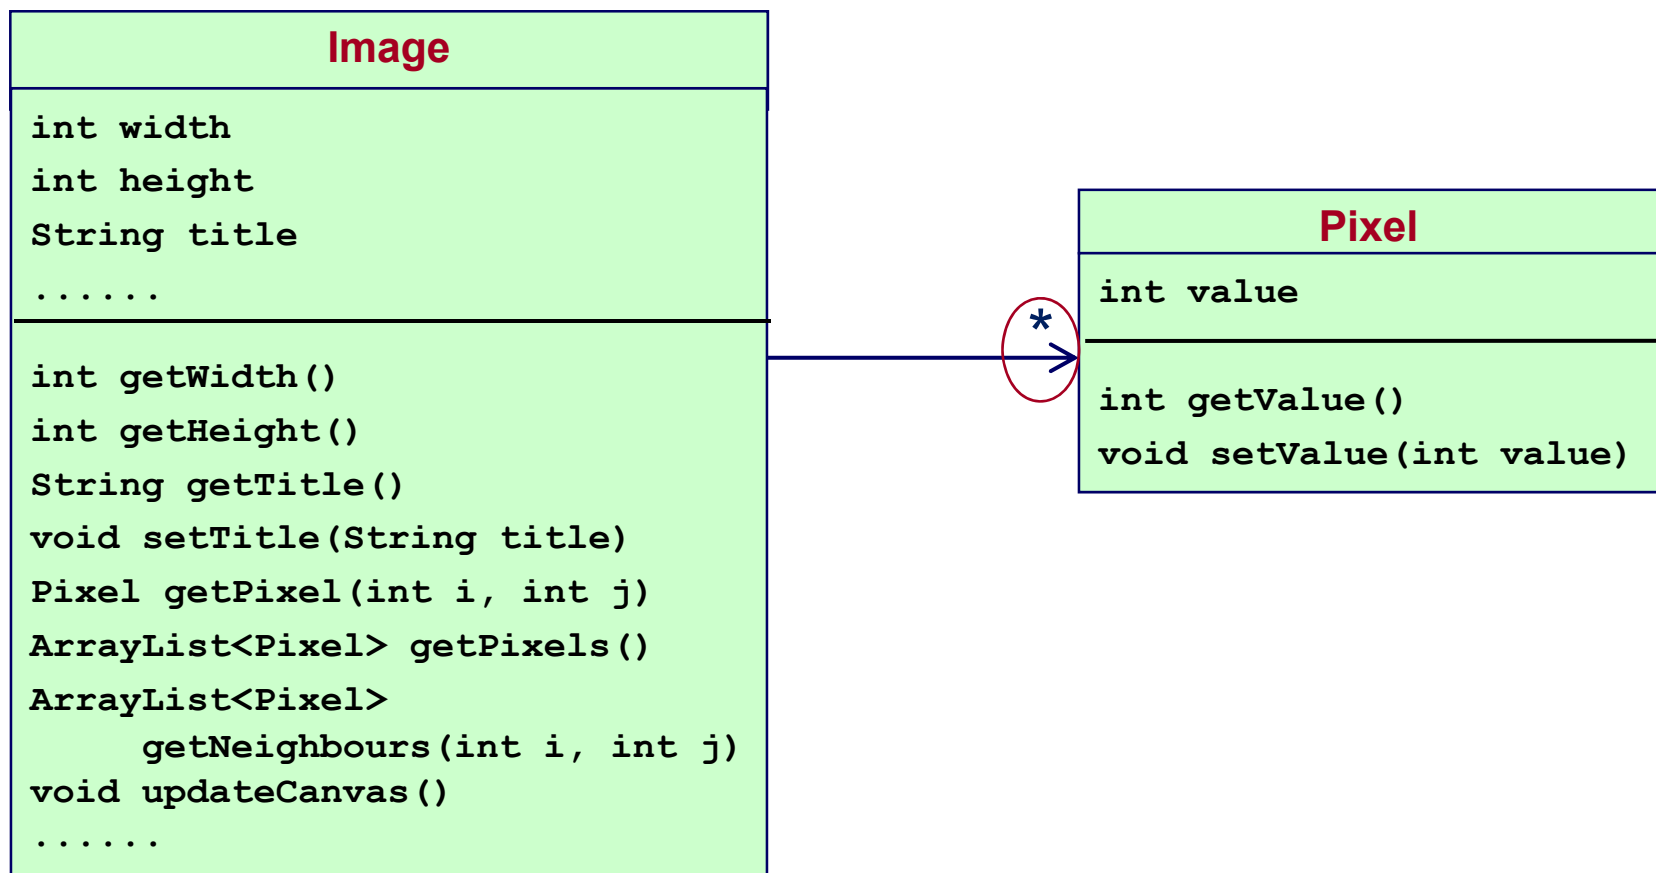 Image
int width
int height
String title
......
int getWidth()
int getHeight()
String getTitle()
void setTitle(String title)
Pixel getPixel(int i, int j)
ArrayList<Pixel> getPixels()
ArrayList<Pixel>
getNeighbours(int i, int j)
void updateCanvas()
......
*
Pixel
int value
int getValue()
void setValue(int value)